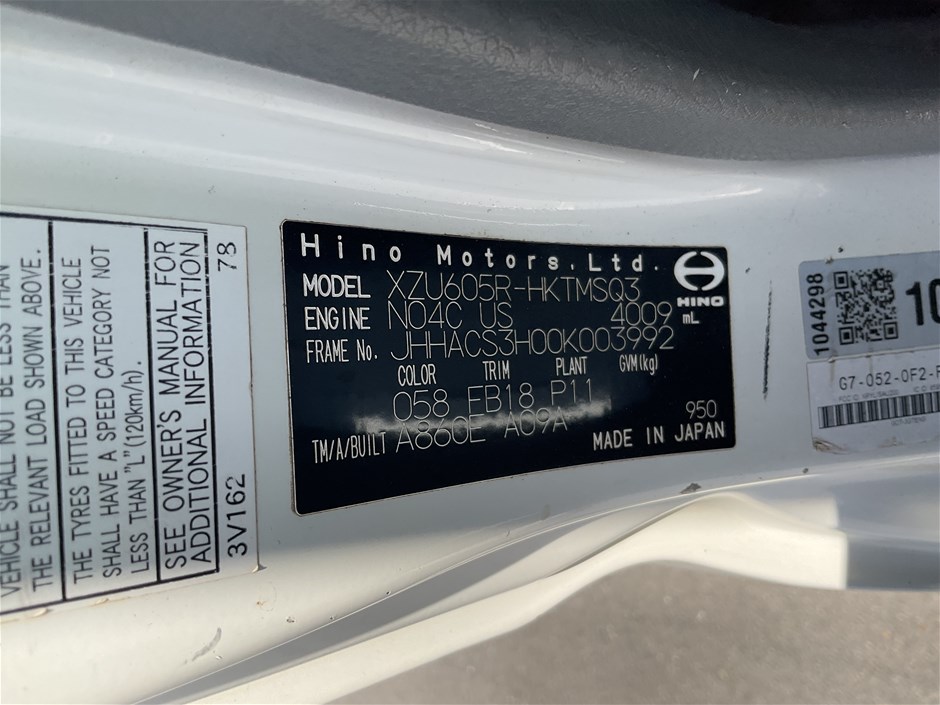 VEHICLE SHALL NOT BE LESS THAN
THE RELEVANT LOAD SHOWN ABOVE.
THE TYRES FITTED TO THIS VEHICLE
SHALL HAVE A SPEED CATEGORY NOT
LESS THAN "L"(120km/h).
SEE OWNER'S MANUAL FOR
ADDITIONAL INFORMATION
3V162
78
Hino Motors,Ltd.
MODEL XZU605R-HKTMSQ3
ENGINE N04C US 4009 mL
FRAME No. JHHACS3H00K003992
COLOR TRIM PLANT GVM(kg)
058 EB18 P11
TM/A/BUILT A860E A09A 950
MADE IN JAPAN
HINO
1044298
10
G7-052-0F2-